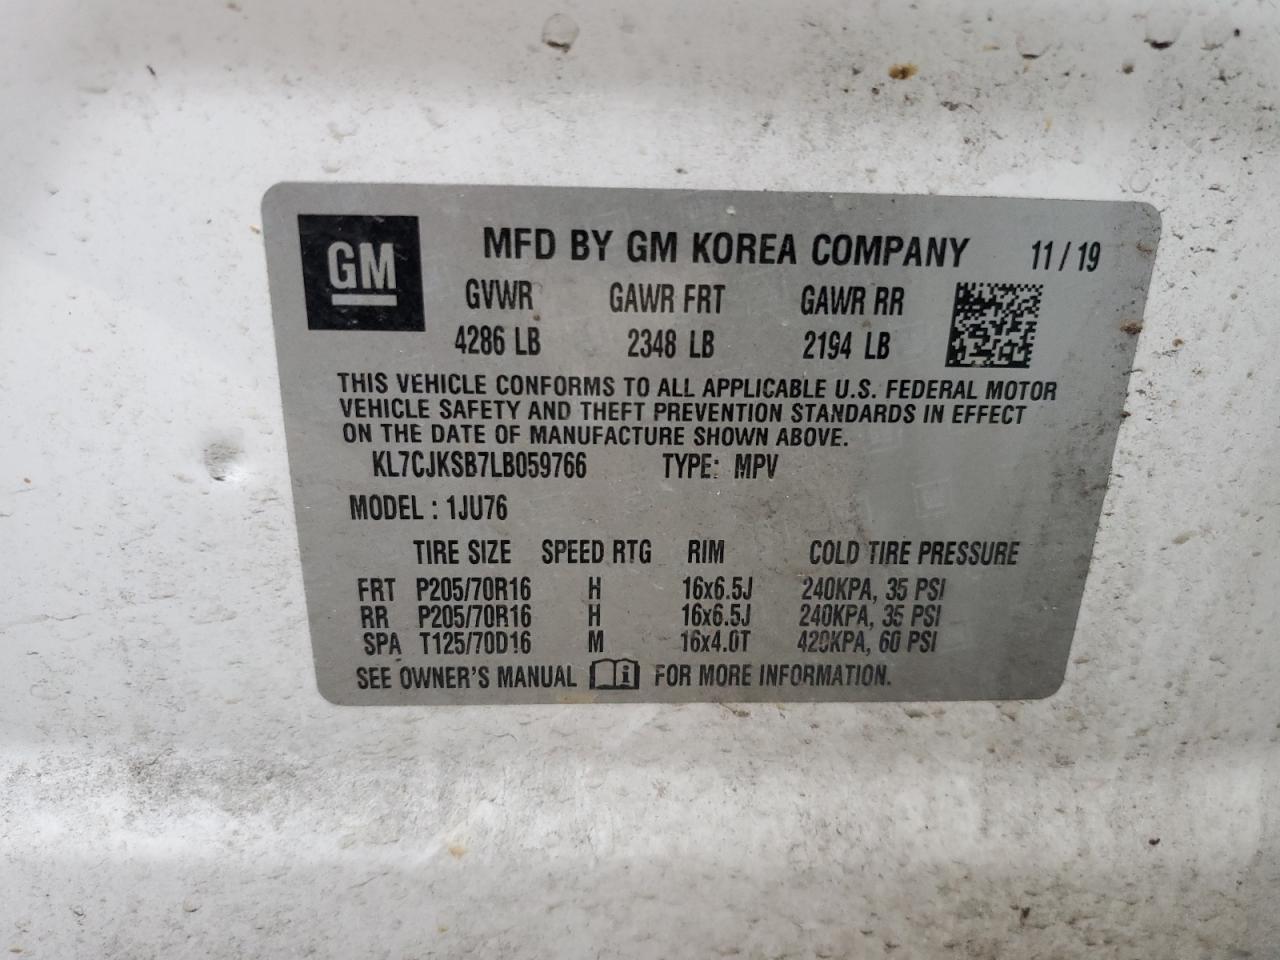 GM
MFD BY GM KOREA COMPANY 11/19
GVWR GAWR FRT GAWR RR
4286 LB 2348 LB 2194 LB
THIS VEHICLE CONFORMS TO ALL APPLICABLE U.S. FEDERAL MOTOR
VEHICLE SAFETY AND THEFT PREVENTION STANDARDS IN EFFECT
ON THE DATE OF MANUFACTURE SHOWN ABOVE.
KL7CJKSB7LB059766 TYPE: MPV
MODEL : 1JU76
TIRE SIZE SPEED RTG RIM COLD TIRE PRESSURE
FRT P205/70R16 H 16x6.5J 240KPA, 35 PSI
RR P205/70R16 H 16x6.5J 240KPA, 35 PSI
SPA T125/70D16 M 16x4.0T 420KPA, 60 PSI
SEE OWNER'S MANUAL i FOR MORE INFORMATION.